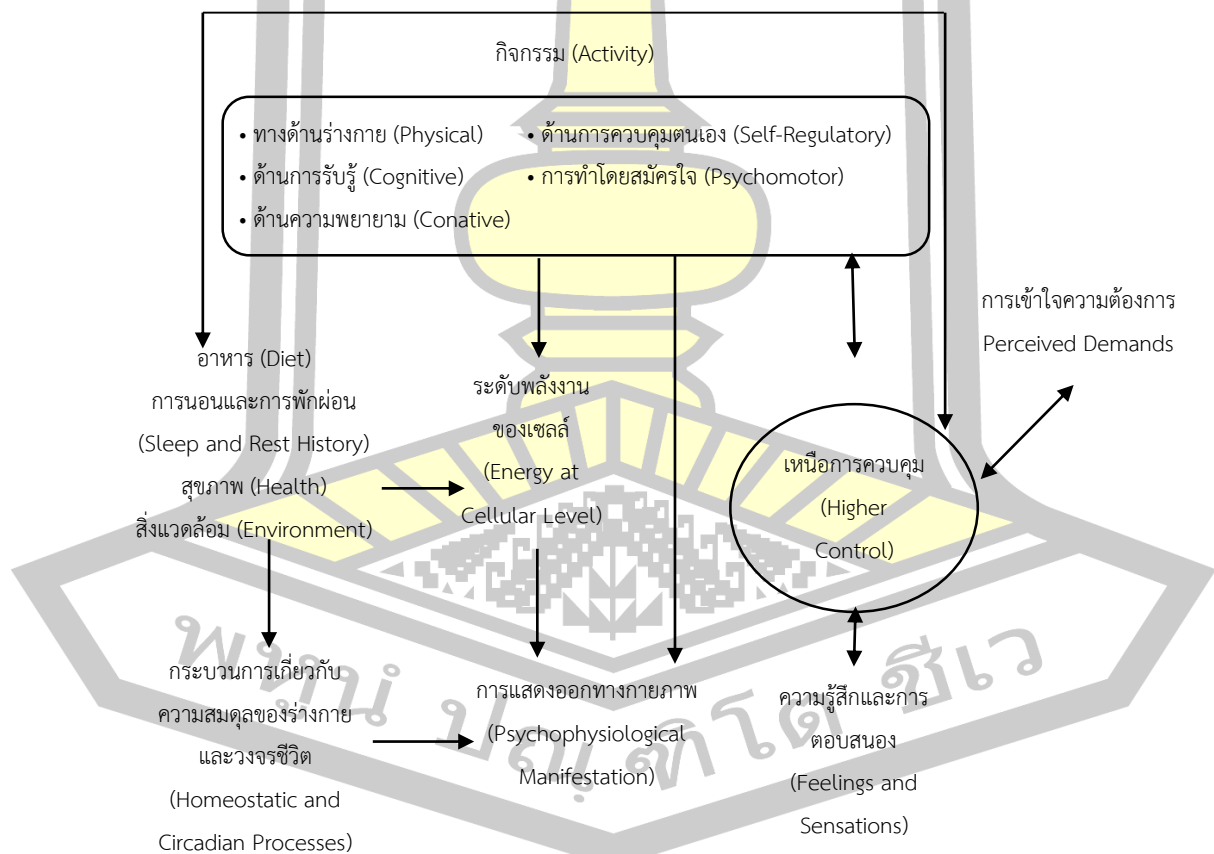 กิจกรรม (Activity)
• ทางด้านร่างกาย (Physical)
• ด้านการควบคุมตนเอง (Self-Regulatory)
• ด้านการรับรู้ (Cognitive)
• การทำโดยสมัครใจ (Psychomotor)
• ด้านความพยายาม (Conative)
การเข้าใจความต้องการ
Perceived Demands
อาหาร (Diet)
การนอนและการพักผ่อน
(Sleep and Rest History)
สุขภาพ (Health)
สิ่งแวดล้อม (Environment)
ระดับพลังงาน
ของเซลล์
(Energy at
Cellular Level)
เหนือการควบคุม
(Higher
Control)
กระบวนการเกี่ยวกับ
ความสมดุลของร่างกาย
และวงจรชีวิต
(Homeostatic and
Circadian Processes)
การแสดงออกทางกายภาพ
(Psychophysiological
Manifestation)
ความรู้สึกและการ
ตอบสนอง
(Feelings and
Sensations)
พหูนํ ปณฺฑิโต ชีเว